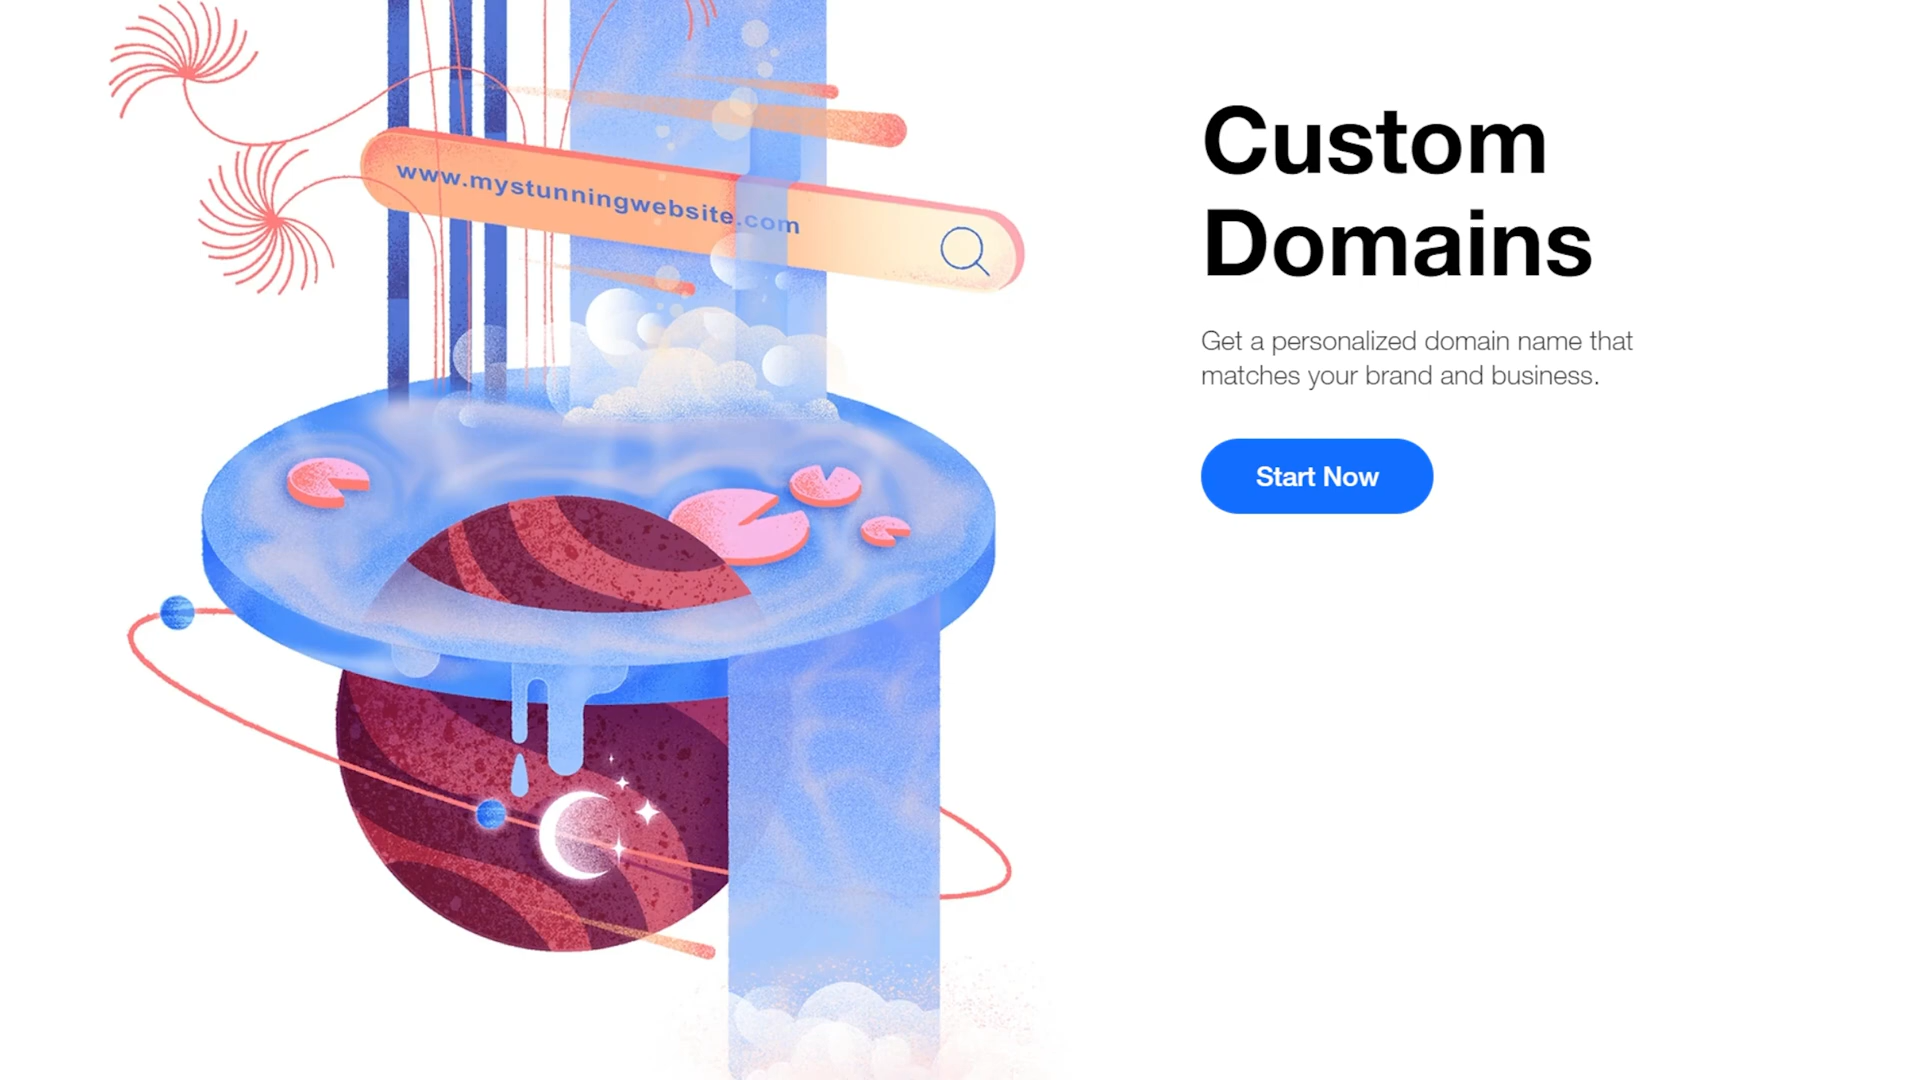 www.mystunningwebsite.com
Custom
Domains
Get a personalized domain name that
matches your brand and business.
Start Now